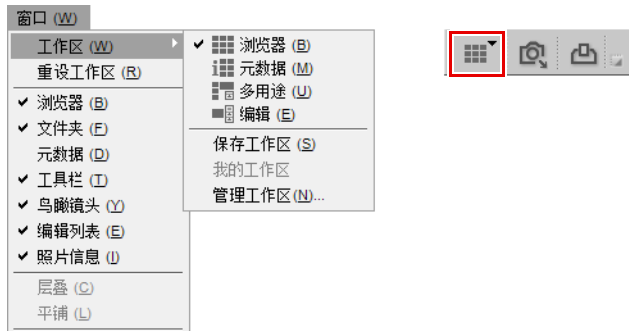 窗口 (W)
工作区 (W)
重设工作区 (R)
浏览器 (B)
文件夹 (F)
元数据 (D)
工具栏 (T)
鸟瞰镜头 (Y)
编辑列表 (E)
照片信息 (I)
层叠 (C)
平铺 (L)
浏览器 (B)
元数据 (M)
多用途 (U)
编辑 (E)
保存工作区 (S)
我的工作区
管理工作区(N)...